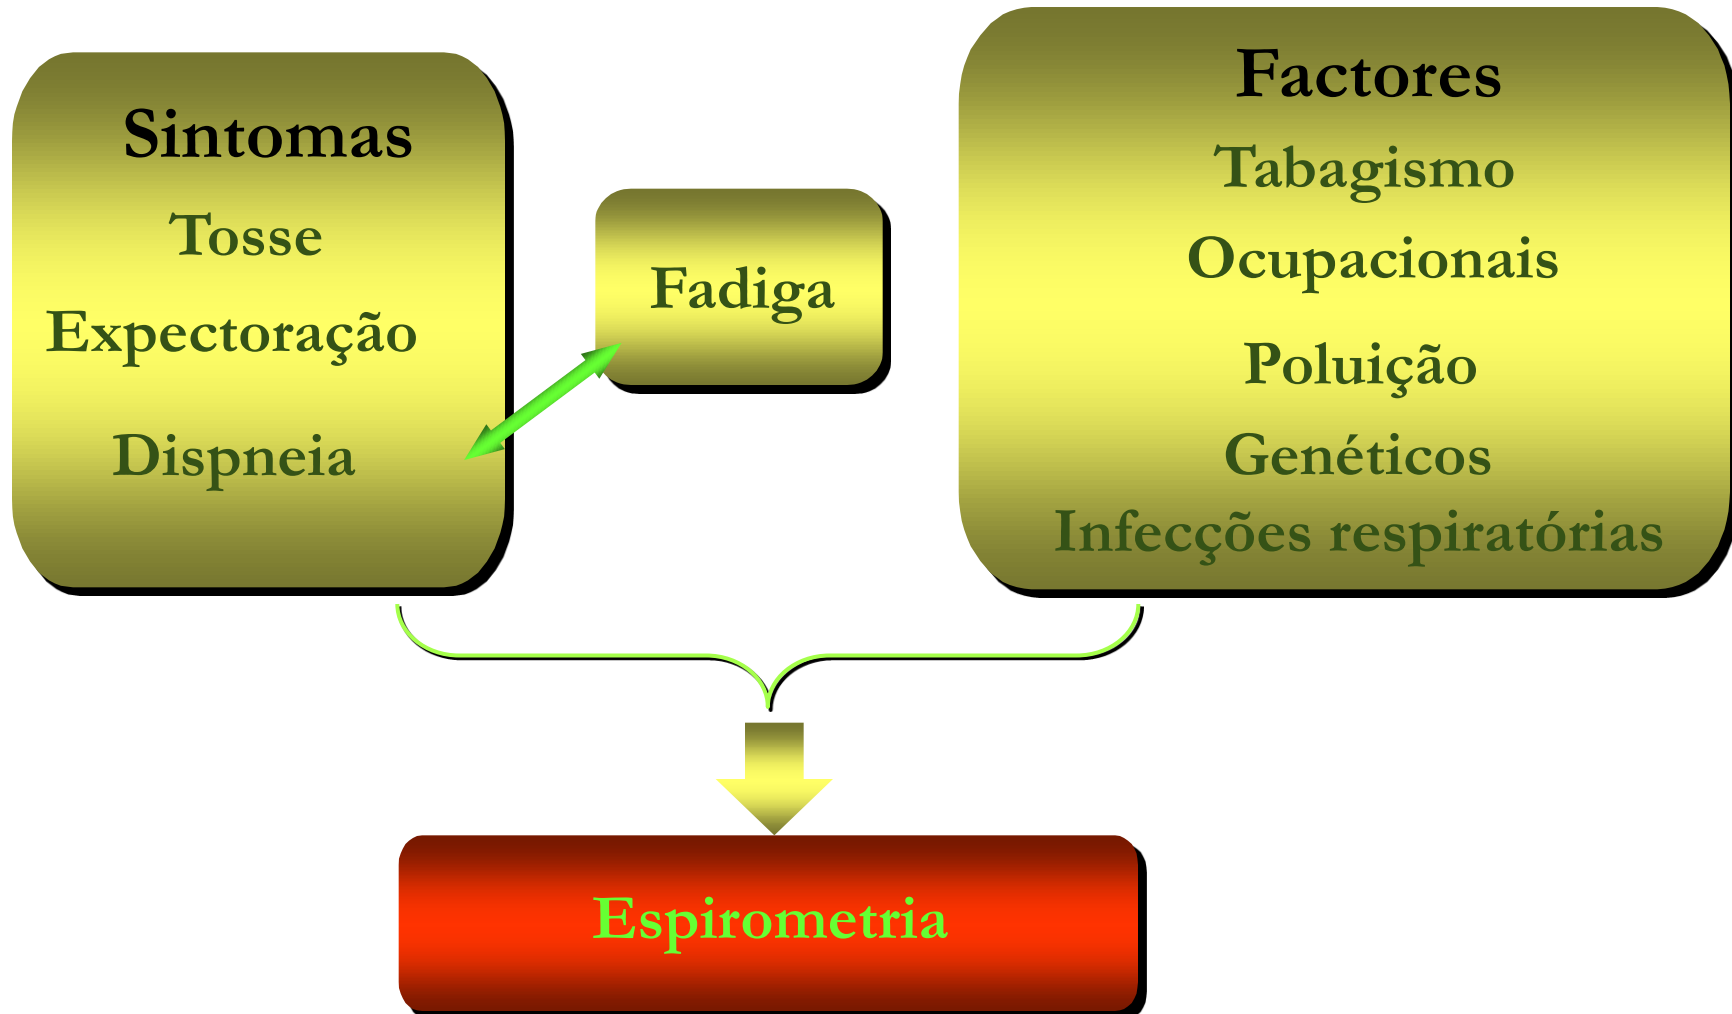 Sintomas
Tosse
Expectoração
Dispneia
Fadiga
Factores
Tabagismo
Ocupacionais
Poluição
Genéticos
Infecções respiratórias
Espirometria